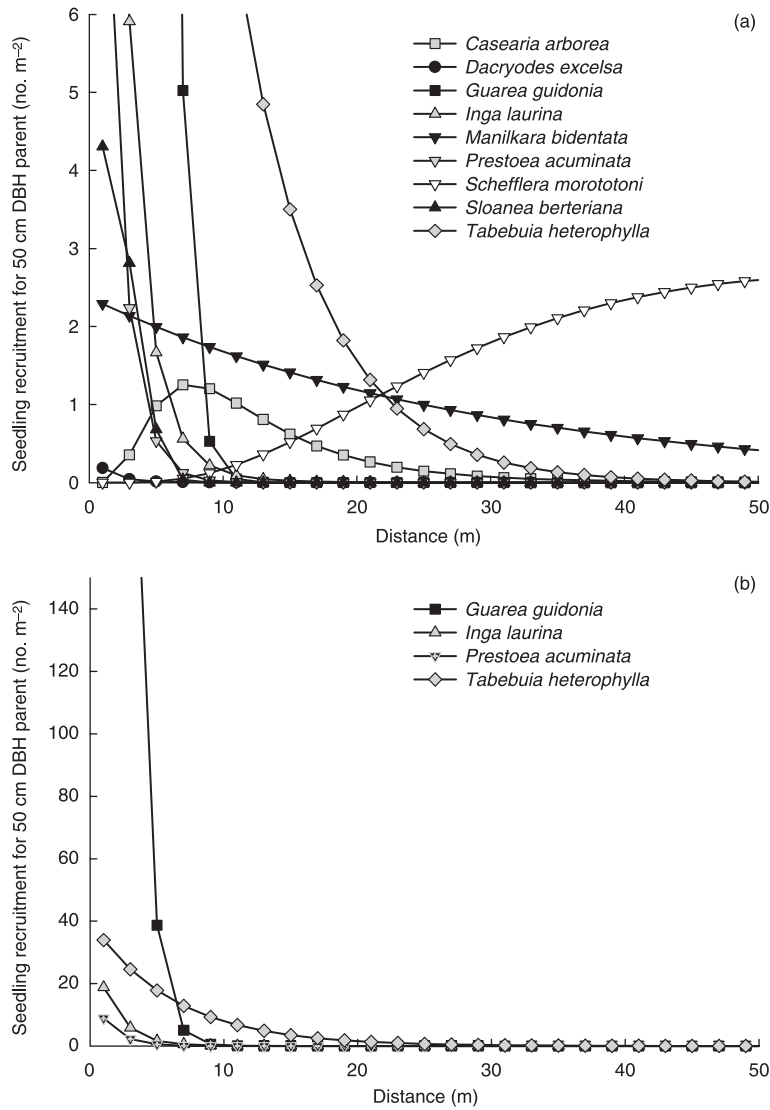 (a)
Seedling recruitment for 50 cm DBH parent (no. m⁻²)
6
5
4
3
2
1
0
Casearia arborea
Dacryodes excelsa
Guarea guidonia
Inga laurina
Manilkara bidentata
Prestoea acuminata
Schefflera morototoni
Sloanea berteriana
Tabebuia heterophylla
0 10 20 30 40 50
Distance (m)
(b)
Seedling recruitment for 50 cm DBH parent (no. m⁻²)
140
120
100
80
60
40
20
0
Guarea guidonia
Inga laurina
Prestoea acuminata
Tabebuia heterophylla
0 10 20 30 40 50
Distance (m)